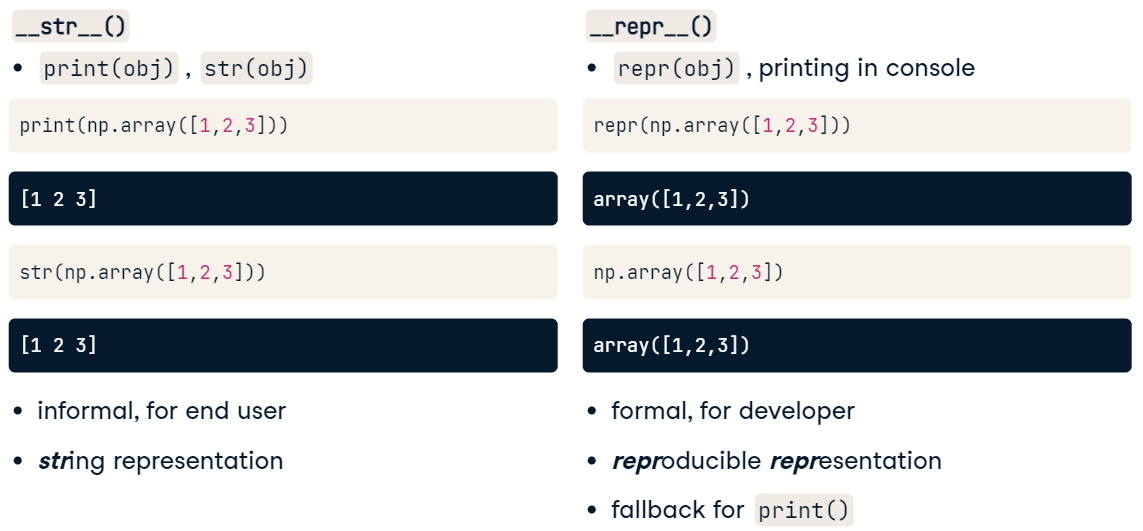 __str__()
• print(obj) , str(obj)
print(np.array([1,2,3]))
[1 2 3]
str(np.array([1,2,3]))
[1 2 3]
• informal, for end user
• string representation
__repr__()
• repr(obj) , printing in console
repr(np.array([1,2,3]))
array([1,2,3])
np.array([1,2,3])
array([1,2,3])
• formal, for developer
• reproducible representation
• fallback for print()